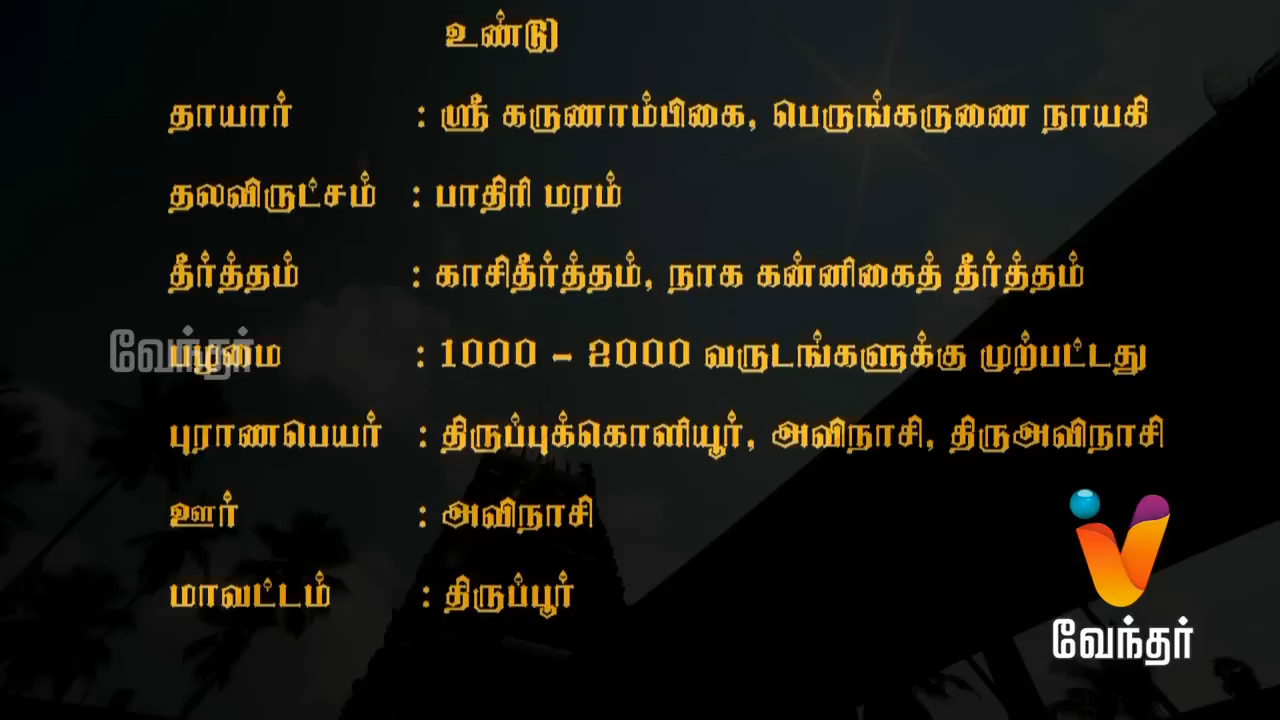 உண்டு)
தாயார் : ஸ்ரீ கருணாம்பிகை, பெருங்கருணை நாயகி
தலவிருட்சம் : பாதிரி மரம்
தீர்த்தம் : காசிதீர்த்தம், நாக கன்னிகைத் தீர்த்தம்
வேந்தர்
பழமை : 1000 – 2000 வருடங்களுக்கு முற்பட்டது
புராணபெயர் : திருப்புக்கொளியூர், அவிநாசி, திருஅவிநாசி
ஊர் : அவிநாசி
மாவட்டம் : திருப்பூர்
வேந்தர்